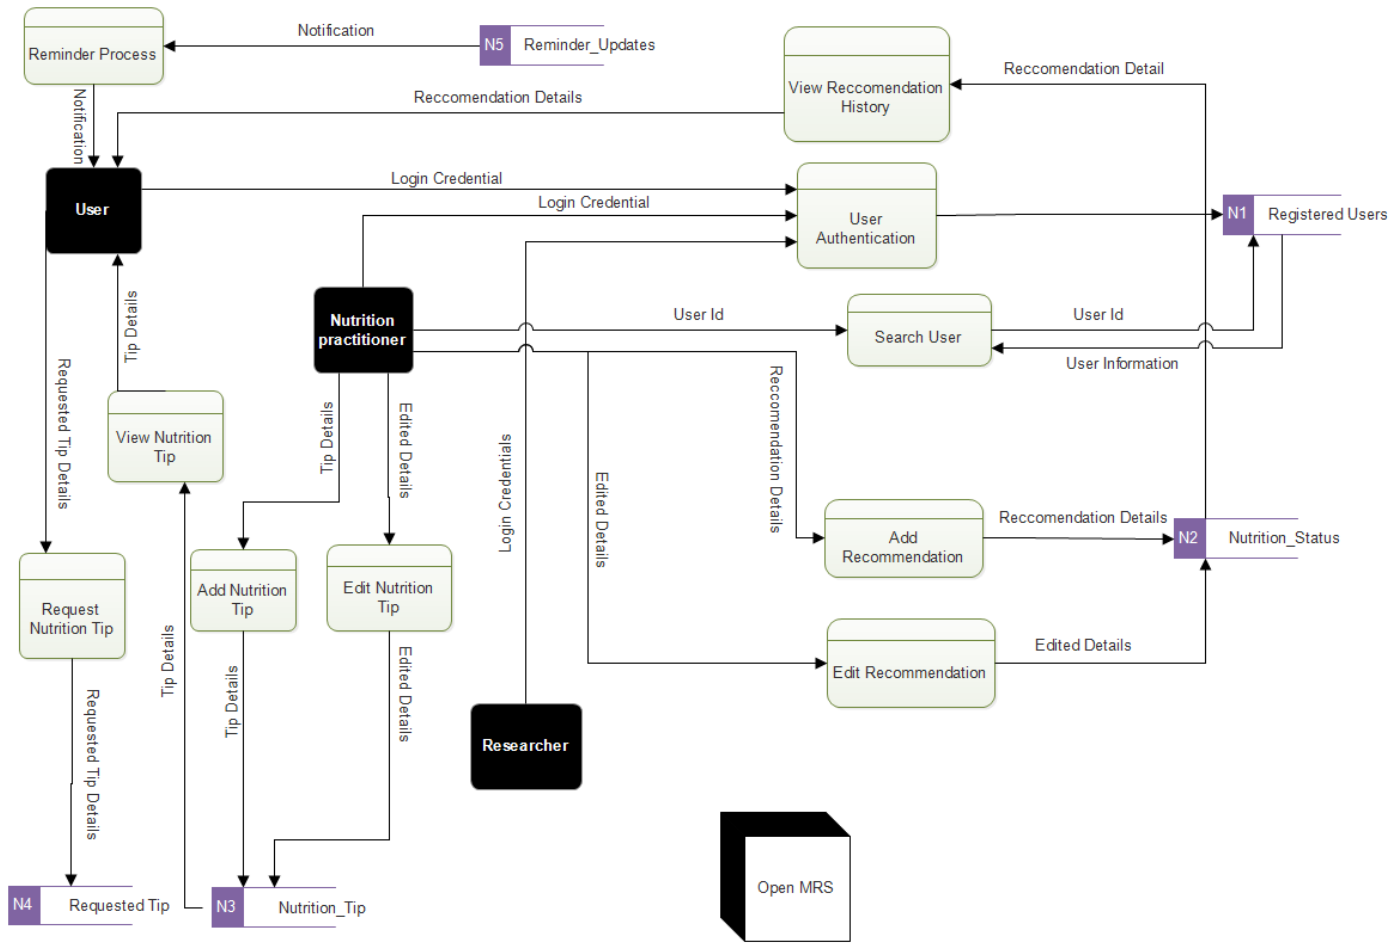 Notification
N5
Reminder_Updates
Reminder Process
Reccomendation Detail
View Reccomendation
History
Reccomendation Details
Notification
Login Credential
User
Login Credential
User
Authentication
N1
Registered Users
Nutrition
practitioner
User Id
Search User
User Id
User Information
Tip Details
Requested Tip Details
View Nutrition
Tip
Tip Details
Edited Details
Login Credentials
Edited Details
Reccomendation Details
Add
Recommendation
Reccomendation Details
N2
Nutrition_Status
Request
Nutrition Tip
Add Nutrition
Tip
Edit Nutrition
Tip
Edit Recommendation
Edited Details
Tip Details
Tip Details
Edited Details
Requested Tip Details
Researcher
Open MRS
N4
Requested Tip
N3
Nutrition_Tip